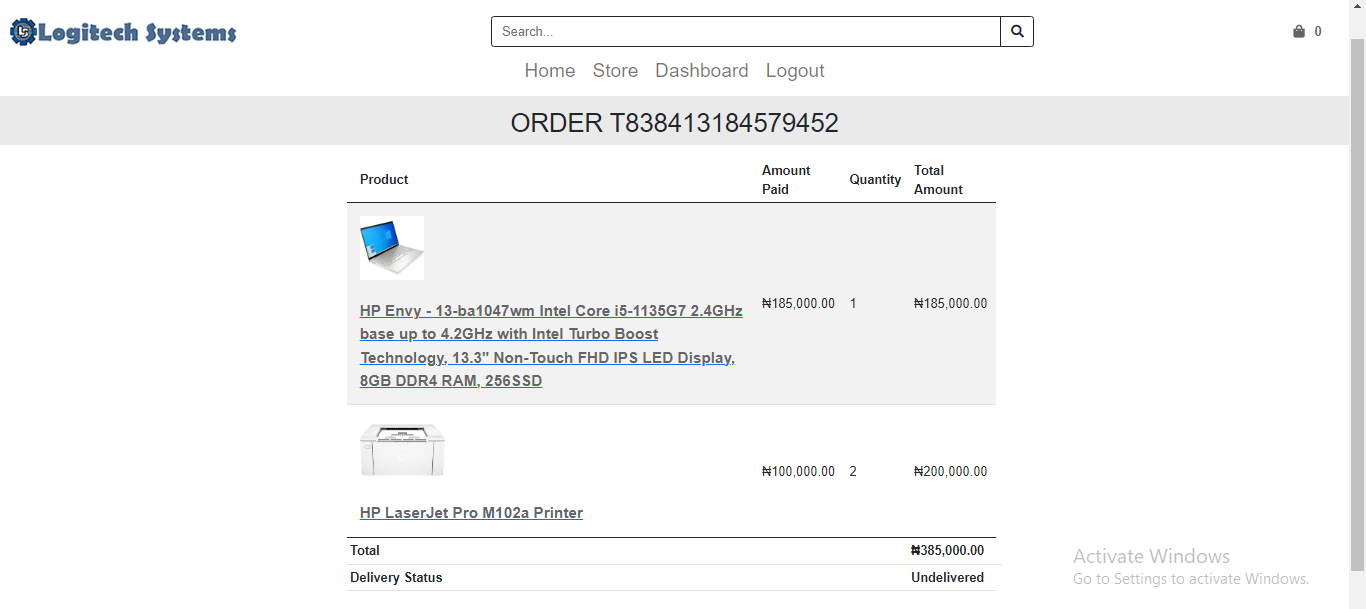 Logitech Systems
Search...
0
Home Store Dashboard Logout
ORDER T838413184579452
Product
Amount
Paid
Quantity
Total
Amount
HP Envy - 13-ba1047wm Intel Core i5-1135G7 2.4GHz
base up to 4.2GHz with Intel Turbo Boost
Technology, 13.3" Non-Touch FHD IPS LED Display,
8GB DDR4 RAM, 256SSD
₦185,000.00 1 ₦185,000.00
HP LaserJet Pro M102a Printer
₦100,000.00 2 ₦200,000.00
Total ₦385,000.00
Delivery Status Undelivered
Activate Windows
Go to Settings to activate Windows.